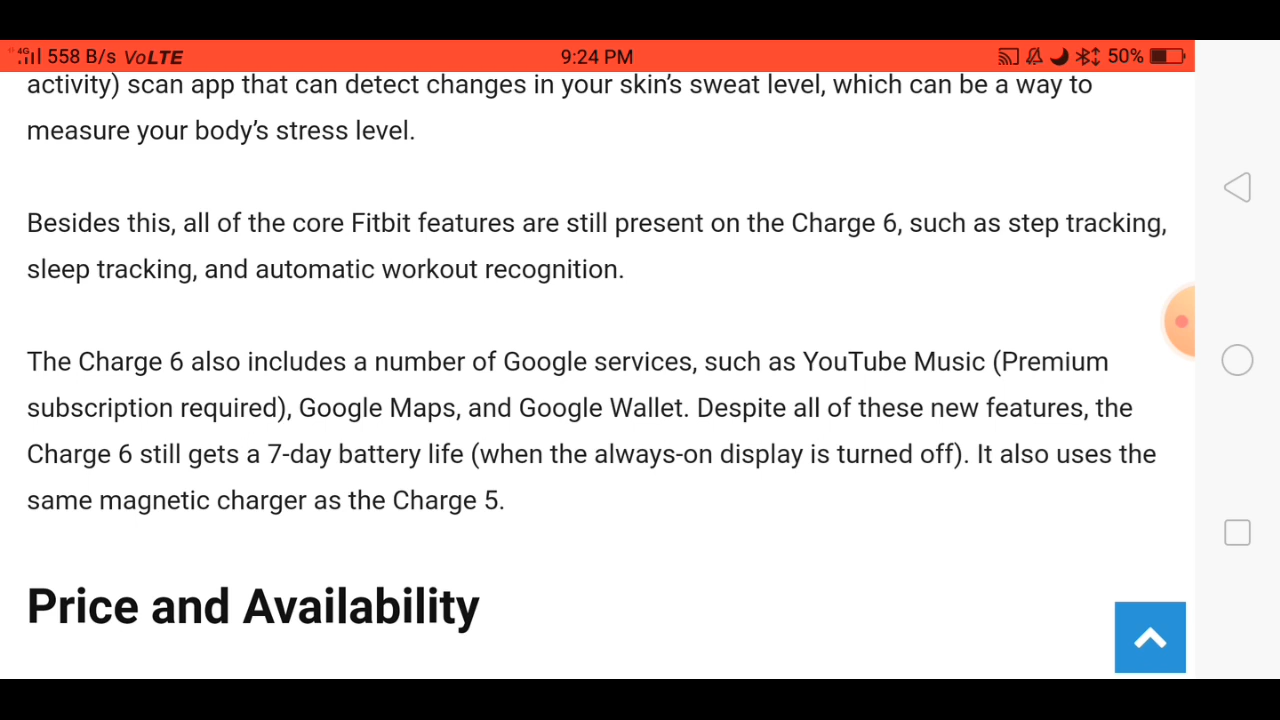 4G 558 B/s VoLTE 9:24 PM 50%
activity) scan app that can detect changes in your skin's sweat level, which can be a way to
measure your body's stress level.
Besides this, all of the core Fitbit features are still present on the Charge 6, such as step tracking,
sleep tracking, and automatic workout recognition.
The Charge 6 also includes a number of Google services, such as YouTube Music (Premium
subscription required), Google Maps, and Google Wallet. Despite all of these new features, the
Charge 6 still gets a 7-day battery life (when the always-on display is turned off). It also uses the
same magnetic charger as the Charge 5.
Price and Availability